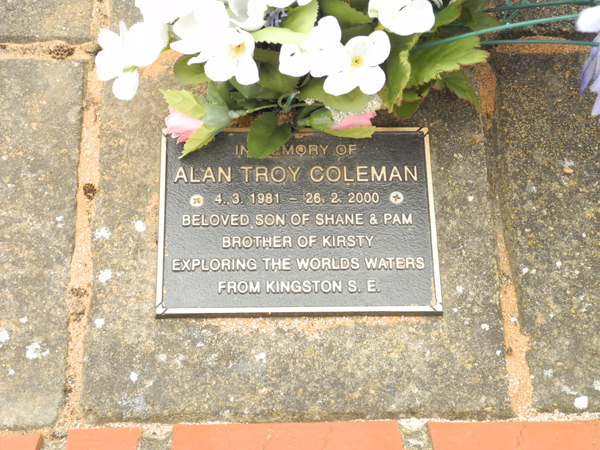 IN MEMORY OF
ALAN TROY COLEMAN
4. 3. 1981 – 26. 2. 2000
BELOVED SON OF SHANE & PAM
BROTHER OF KIRSTY
EXPLORING THE WORLDS WATERS
FROM KINGSTON S. E.